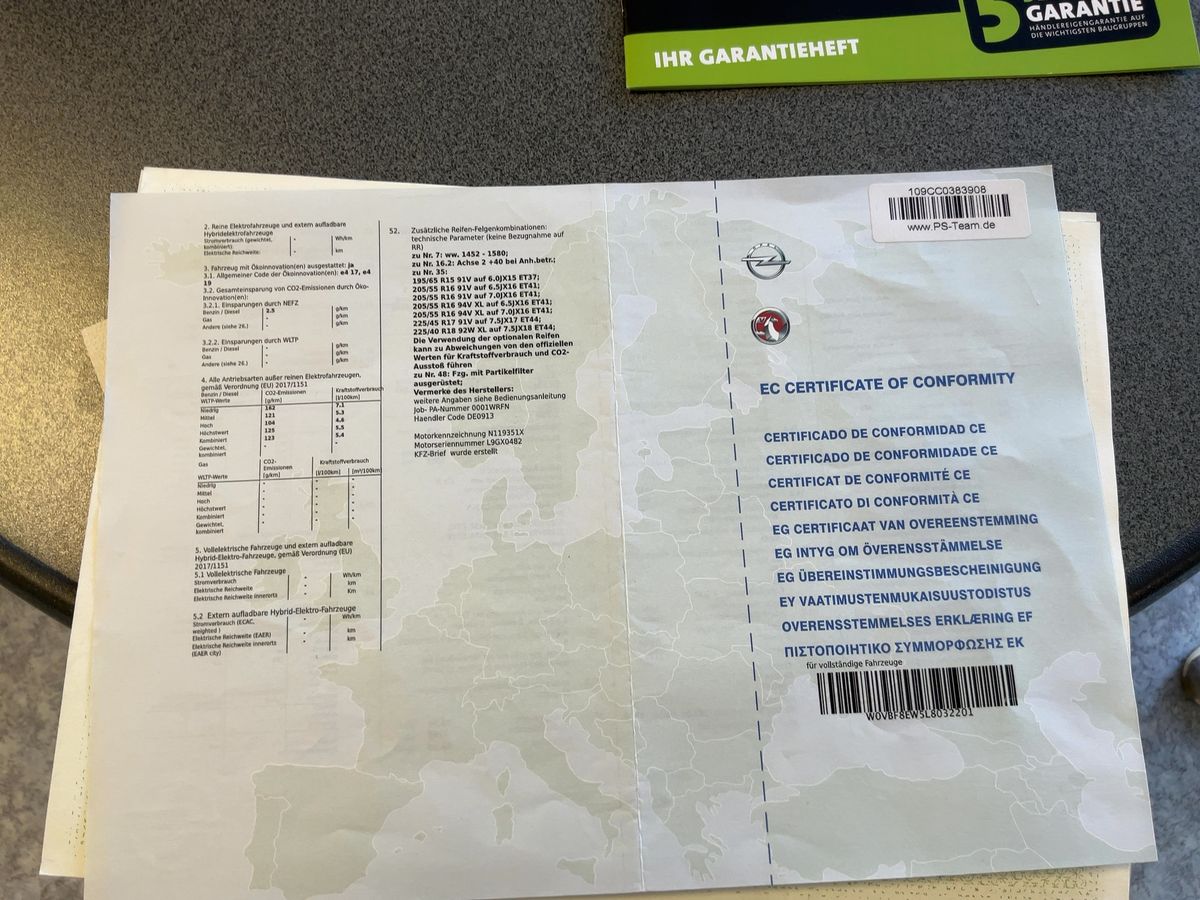 5
GARANTIE
HÄNDLEREIGENGARANTIE AUF
DIE WICHTIGSTEN BAUGRUPPEN
IHR GARANTIEHEFT
2. Reine Elektrofahrzeuge und extern aufladbare
Hybridelektrofahrzeuge
Stromverbrauch (gewichtet, - Wh/km
kombiniert):
Elektrische Reichweite: - km
3. Fahrzeug mit Ökoinnovation(en) ausgestattet: ja
3.1. Allgemeiner Code der Ökoinnovation(en): e4 17, e4
19
3.2. Gesamteinsparung von CO2-Emissionen durch Öko-
Innovation(en):
3.2.1. Einsparungen durch NEFZ
Benzin / Diesel 2.5 g/km
Gas - g/km
Andere (siehe 26.) - g/km
3.2.2. Einsparungen durch WLTP
Benzin / Diesel - g/km
Gas - g/km
Andere (siehe 26.) - g/km
4. Alle Antriebsarten außer reinen Elektrofahrzeugen,
gemäß Verordnung (EU) 2017/1151
Benzin / Diesel CO2-Emissionen Kraftstoffverbrauch
WLTP-Werte [g/km] [l/100km]
Niedrig 162 7.1
Mittel 121 5.3
Hoch 104 4.6
Höchstwert 125 5.5
Kombiniert 123 5.4
Gewichtet, - -
kombiniert
Gas CO2- Kraftstoffverbrauch
Emissionen
WLTP-Werte [g/km] [l/100km] [m³/100km]
Niedrig - - -
Mittel - - -
Hoch - - -
Höchstwert - - -
Kombiniert - - -
Gewichtet, - - -
kombiniert
5. Vollelektrische Fahrzeuge und extern aufladbare
Hybrid-Elektro-Fahrzeuge, gemäß Verordnung (EU)
2017/1151
5.1 Vollelektrische Fahrzeuge
Stromverbrauch - Wh/km
Elektrische Reichweite - km
Elektrische Reichweite innerorts - Km
5.2 Extern aufladbare Hybrid-Elektro-Fahrzeuge
Stromverbrauch (ECAC, - Wh/km
weighted )
Elektrische Reichweite (EAER) - km
Elektrische Reichweite innerorts - km
(EAER city)
52. Zusätzliche Reifen-Felgenkombinationen:
technische Parameter (keine Bezugnahme auf
RR)
zu Nr. 7: ww. 1452 - 1580;
zu Nr. 16.2: Achse 2 +40 bei Anh.betr.;
zu Nr. 35:
195/65 R15 91V auf 6.0JX15 ET37;
205/55 R16 91V auf 6.5JX16 ET41;
205/55 R16 91V auf 7.0JX16 ET41;
205/55 R16 94V XL auf 6.5JX16 ET41;
205/55 R16 94V XL auf 7.0JX16 ET41;
225/45 R17 91V auf 7.5JX17 ET44;
225/40 R18 92W XL auf 7.5JX18 ET44;
Die Verwendung der optionalen Reifen
kann zu Abweichungen von den offiziellen
Werten für Kraftstoffverbrauch und CO2-
Ausstoß führen
zu Nr. 48: Fzg. mit Partikelfilter
ausgerüstet;
Vermerke des Herstellers:
weitere Angaben siehe Bedienungsanleitung
Job- PA-Nummer 0001WRFN
Haendler Code DE0913
Motorkennzeichnung N119351X
Motorseriennummer L9GX0482
KFZ-Brief wurde erstellt
109CC0383908
www.PS-Team.de
EC CERTIFICATE OF CONFORMITY
CERTIFICADO DE CONFORMIDAD CE
CERTIFICADO DE CONFORMIDADE CE
CERTIFICAT DE CONFORMITÉ CE
CERTIFICATO DI CONFORMITÀ CE
EG CERTIFICAAT VAN OVEREENSTEMMING
EG INTYG OM ÖVERENSSTÄMMELSE
EG ÜBEREINSTIMMUNGSBESCHEINIGUNG
EY VAATIMUSTENMUKAISUUSTODISTUS
OVERENSSTEMMELSES ERKLÆRING EF
ΠΙΣΤΟΠΟΙΗΤΙΚΟ ΣΥΜΜΟΡΦΩΣΗΣ ΕΚ
für vollständige Fahrzeuge
W0VBF8EWSL8032201